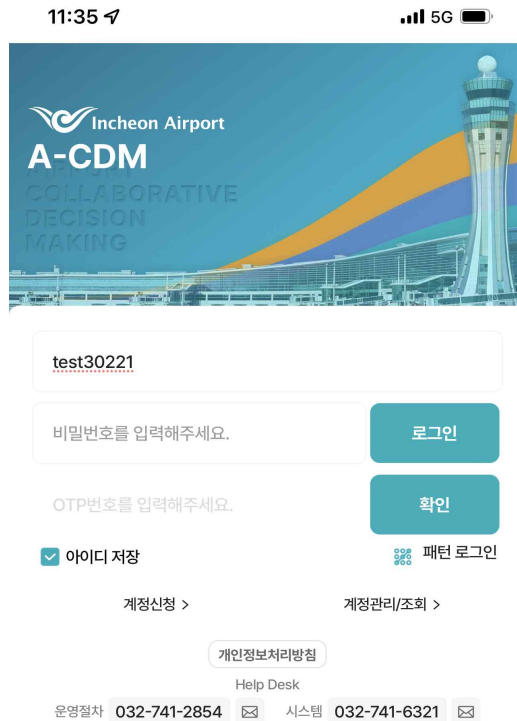 11:35 5G
Incheon Airport
A-CDM
AIRPORT
COLLABORATIVE
DECISION
MAKING
test30221
비밀번호를 입력해주세요. 로그인
OTP번호를 입력해주세요. 확인
아이디 저장 패턴 로그인
계정신청 > 계정관리/조회 >
개인정보처리방침
Help Desk
운영절차 032-741-2854 시스템 032-741-6321